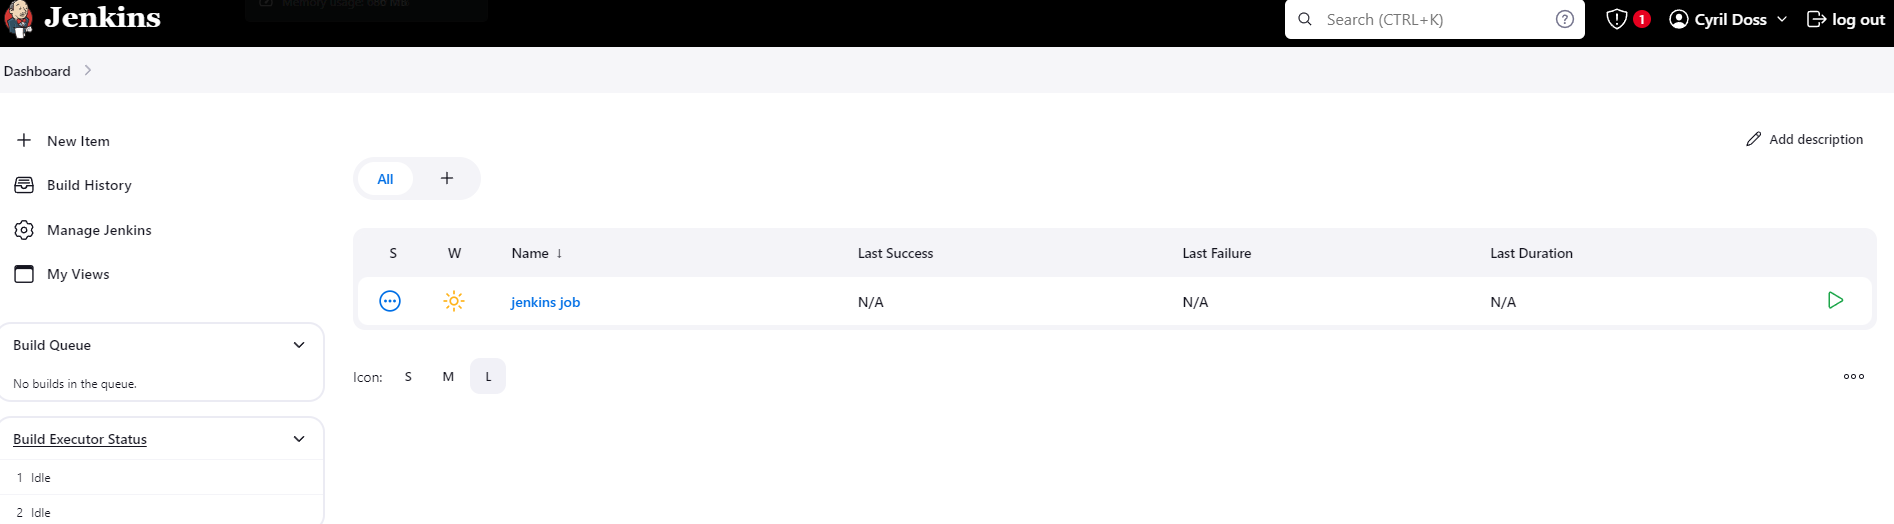 Jenkins
Search (CTRL+K)
1
Cyril Doss
log out
Dashboard
New Item
Build History
Manage Jenkins
My Views
Add description
All
S W Name ↓ Last Success Last Failure Last Duration
jenkins job N/A N/A N/A
Icon: S M L
Build Queue
No builds in the queue.
Build Executor Status
1 Idle
2 Idle